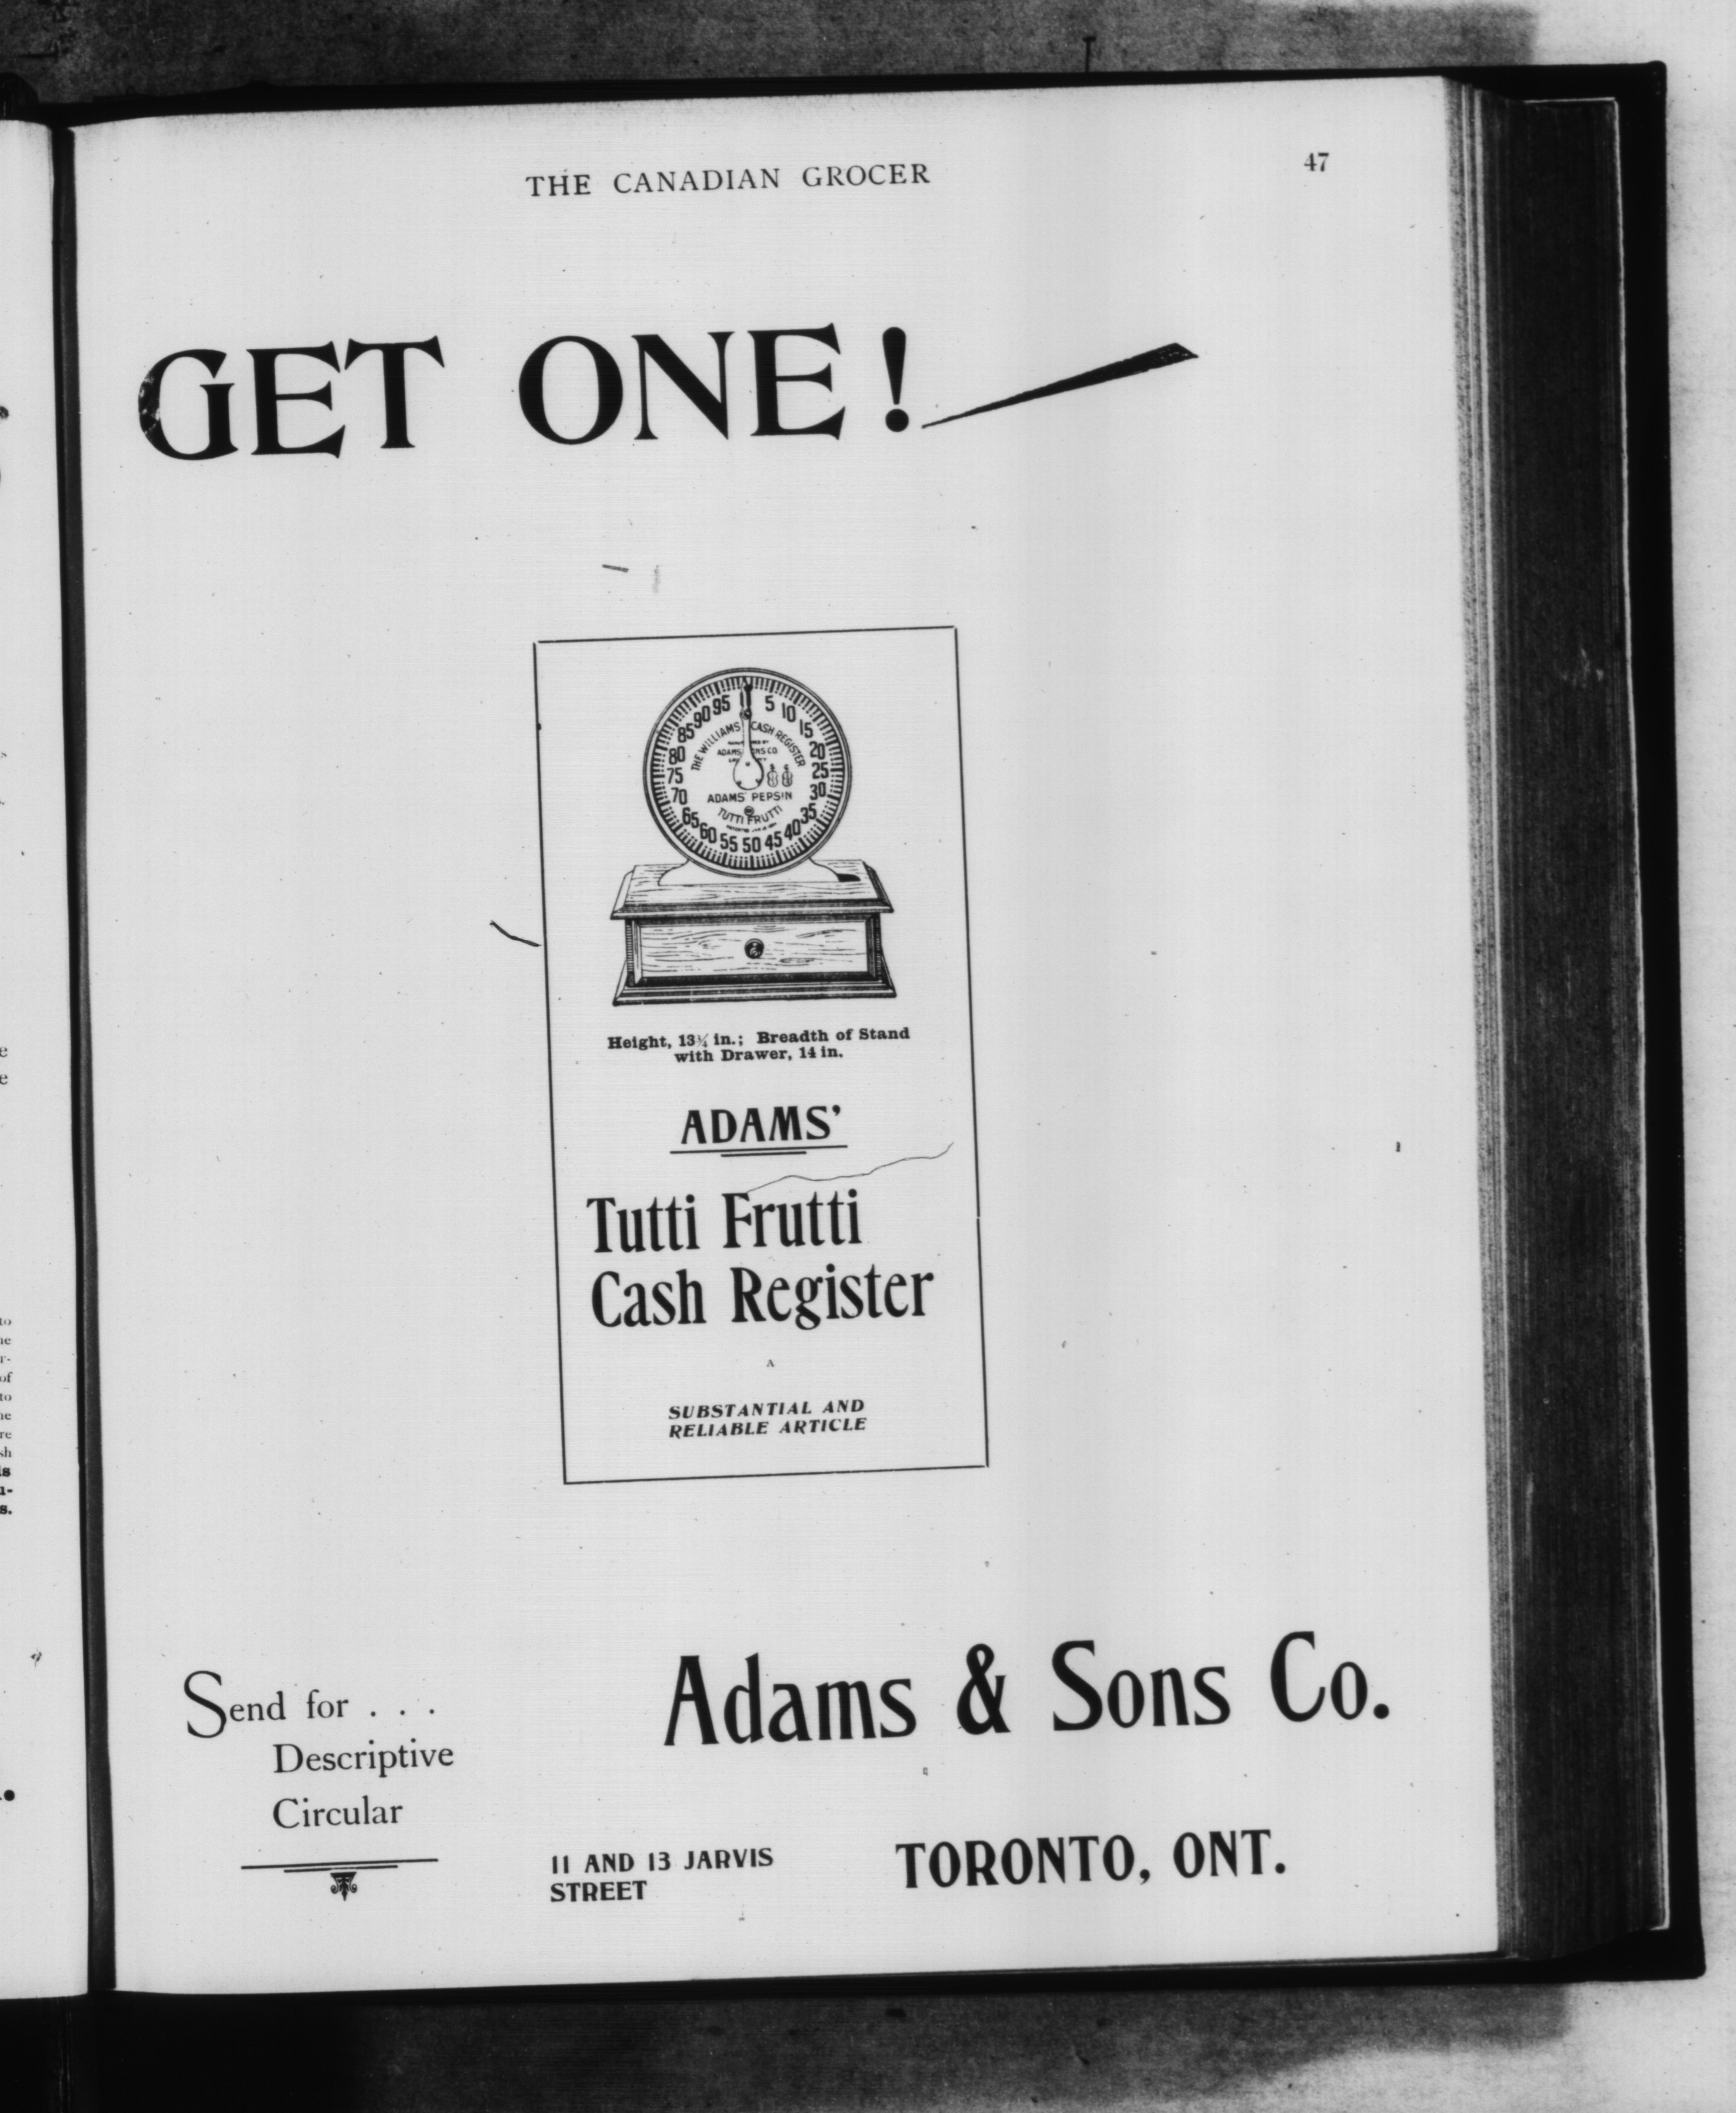 THE CANADIAN GROCER
47
GET ONE!
95 5 10 15 20 25 30 35 40 45 50 55 60 65 70 75 80 85 90
THE WILLIAMS CASH REGISTER
ADAMS' PEPSIN
TUTTI FRUTTI
Height, 13½ in.; Breadth of Stand
with Drawer, 14 in.
ADAMS'
Tutti Frutti
Cash Register
A
SUBSTANTIAL AND
RELIABLE ARTICLE
Send for . . .
Descriptive
Circular
Adams & Sons Co.
11 AND 13 JARVIS
STREET
TORONTO, ONT.